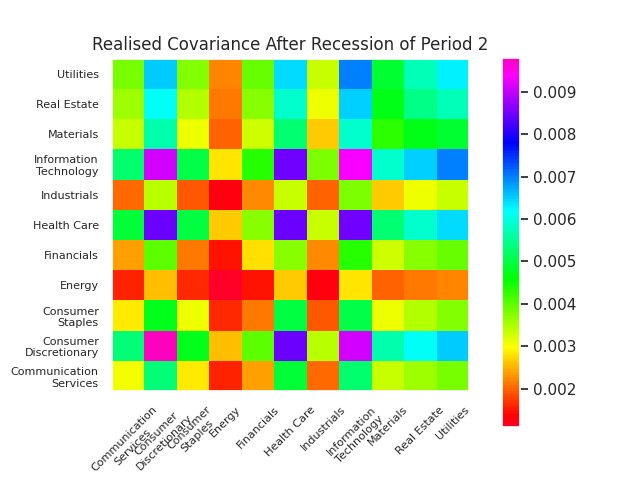 Realised Covariance After Recession of Period 2
Utilities
Real Estate
Materials
Information
Technology
Industrials
Health Care
Financials
Energy
Consumer
Staples
Consumer
Discretionary
Communication
Services
Communication
Services
Consumer
Discretionary
Consumer
Staples
Energy
Financials
Health Care
Industrials
Information
Technology
Materials
Real Estate
Utilities
0.009
0.008
0.007
0.006
0.005
0.004
0.003
0.002